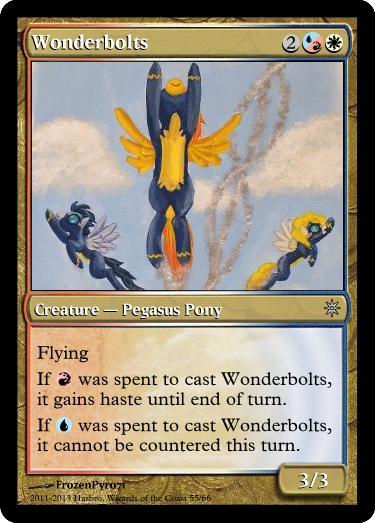 Wonderbolts 2
Creature — Pegasus Pony
Flying
If was spent to cast Wonderbolts,
it gains haste until end of turn.
If was spent to cast Wonderbolts,
it cannot be countered this turn.
FrozenPyro71
3/3
2011-2013 Hasbro, Wizards of the Coast 55/66